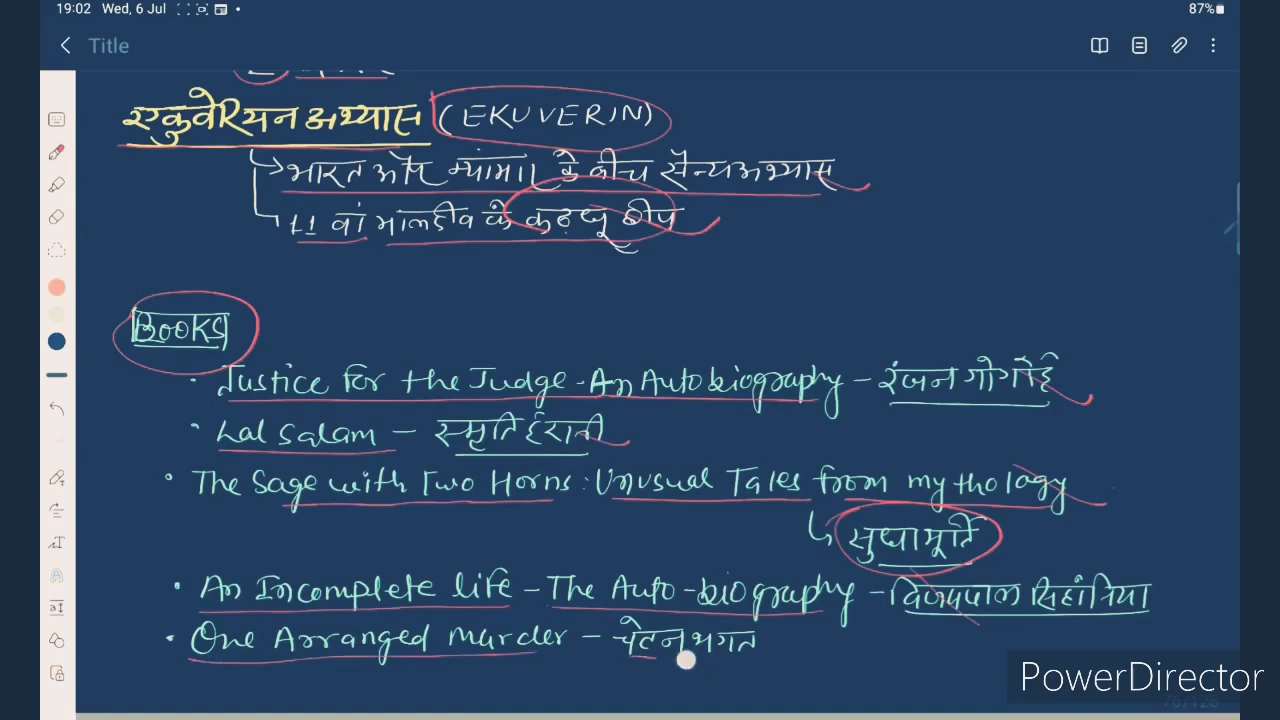 19:02 Wed, 6 Jul
87%
Title
एकुवेरियन अभ्यास (EKUVERIN)
भारत और म्यांमा। के बीच सैन्य अभ्यास
11 वां मालदीव के कढधू द्वीप
Books
Justice for the Judge - An Autobiography - रंजन गोगोई
Lal Salam - स्मृति ईरानी
The Sage with Two Horns : Unusual Tales from mythology
सुधा मूर्ति
An Incomplete life - The Auto-biography - विजयपाल सिंहानिया
One Arranged Murder - चेतन भगत
PowerDirector